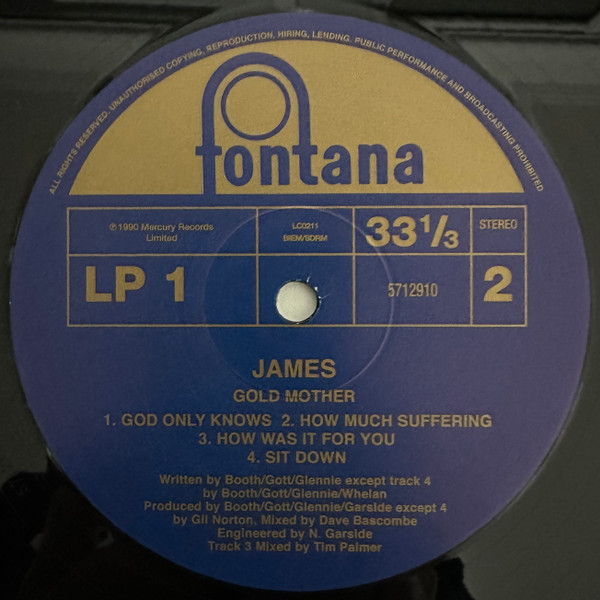 ALL RIGHTS RESERVED. UNAUTHORISED COPYING, REPRODUCTION, HIRING, LENDING, PUBLIC PERFORMANCE AND BROADCASTING PROHIBITED
fontana
℗1990 Mercury Records
Limited
LC0211
BIEM/SDRM
33 1/3
STEREO
LP 1
5712910
2
JAMES
GOLD MOTHER
1. GOD ONLY KNOWS 2. HOW MUCH SUFFERING
3. HOW WAS IT FOR YOU
4. SIT DOWN
Written by Booth/Gott/Glennie except track 4
by Booth/Gott/Glennie/Whelan
Produced by Booth/Gott/Glennie/Garside except 4
by Gil Norton, Mixed by Dave Bascombe
Engineered by N. Garside
Track 3 Mixed by Tim Palmer